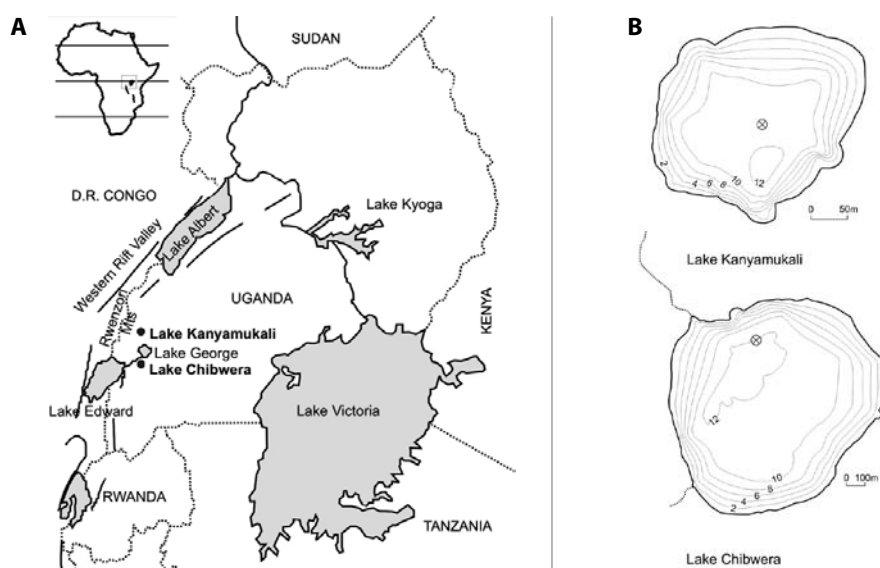 A
SUDAN
D.R. CONGO
Western Rift Valley
Lake Albert
Lake Kyoga
Rwenzori
Mts
UGANDA
KENYA
Lake Kanyamukali
Lake George
Lake Chibwera
Lake Edward
Lake Victoria
RWANDA
TANZANIA
B
2
4
6
8
10
12
0 50m
Lake Kanyamukali
12
10
8
6
4
2
0 100m
Lake Chibwera